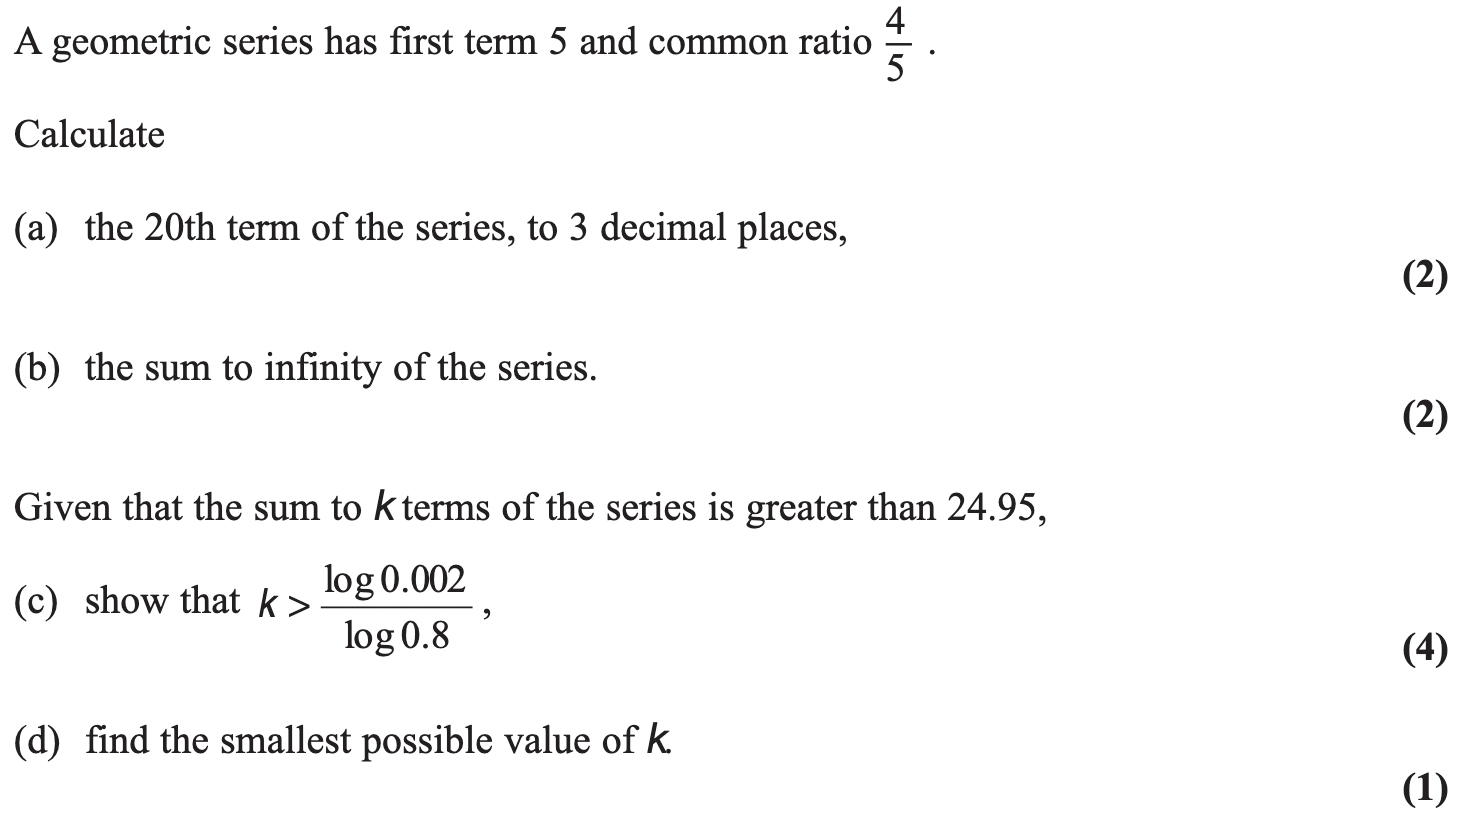 A geometric series has first term 5 and common ratio 4/5 .
Calculate
(a) the 20th term of the series, to 3 decimal places,
(2)
(b) the sum to infinity of the series.
(2)
Given that the sum to k terms of the series is greater than 24.95,
(c) show that k > log 0.002 / log 0.8 ,
(4)
(d) find the smallest possible value of k.
(1)